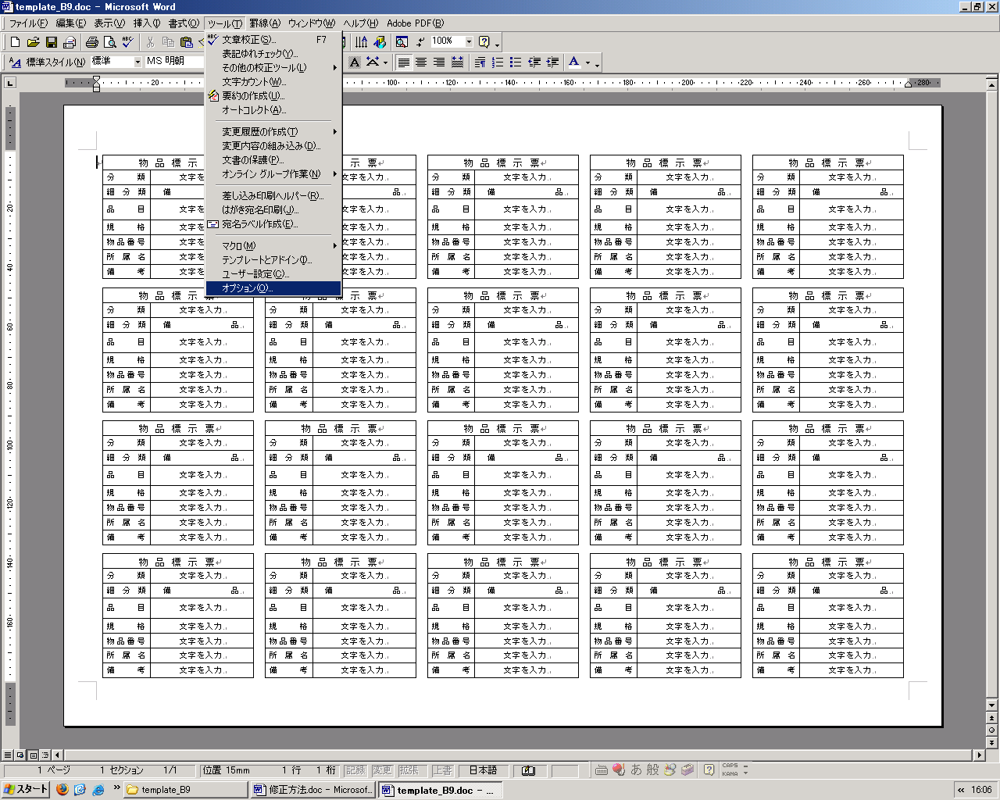 template_B9.doc - Microsoft Word
ファイル(F) 編集(E) 表示(V) 挿入(I) 書式(O) ツール(T) 罫線(A) ウィンドウ(W) ヘルプ(H) Adobe PDF(B)
100%
標準スタイル(N) 標準 MS 明朝
文章校正(S)... F7
表記ゆれチェック(Y)...
その他の校正ツール(L)
文字カウント(W)...
要約の作成(U)...
オートコレクト(A)...
変更履歴の作成(T)
変更内容の組み込み(D)...
文書の保護(P)...
オンライン グループ作業(N)
差し込み印刷ヘルパー(R)...
はがき宛名印刷(J)...
宛名ラベル作成(E)...
マクロ(M)
テンプレートとアドイン(I)...
ユーザー設定(C)...
オプション(O)...
20 100 120 140 160 180 200 220 240 260 280
20
40
60
80
100
120
140
160
物品標示 示票 物品標示票 物品標示票 物品標示票
分類 文字を 文字を入力 分類 文字を入力 分類 文字を入力
細分類 備 品 細分類 備 品 細分類 備 品 細分類 備 品
品目 文字を 文字を入力 品目 文字を入力 品目 文字を入力 品目 文字を入力
規格 文字を 文字を入力 規格 文字を入力 規格 文字を入力 規格 文字を入力
物品番号 文字を 文字を入力 物品番号 文字を入力 物品番号 文字を入力 物品番号 文字を入力
所属名 文字を 文字を入力 所属名 文字を入力 所属名 文字を入力 所属名 文字を入力
備考 文字を 文字を入力 備考 文字を入力 備考 文字を入力 備考 文字を入力
物品標示票 物品標示票 物品標示票 物品標示票 物品標示票
分類 文字を入力 分類 文字を入力 分類 文字を入力 分類 文字を入力 分類 文字を入力
細分類 備 品 細分類 備 品 細分類 備 品 細分類 備 品 細分類 備 品
品目 文字を入力 品目 文字を入力 品目 文字を入力 品目 文字を入力 品目 文字を入力
規格 文字を入力 規格 文字を入力 規格 文字を入力 規格 文字を入力 規格 文字を入力
物品番号 文字を入力 物品番号 文字を入力 物品番号 文字を入力 物品番号 文字を入力 物品番号 文字を入力
所属名 文字を入力 所属名 文字を入力 所属名 文字を入力 所属名 文字を入力 所属名 文字を入力
備考 文字を入力 備考 文字を入力 備考 文字を入力 備考 文字を入力 備考 文字を入力
物品標示票 物品標示票 物品標示票 物品標示票 物品標示票
分類 文字を入力 分類 文字を入力 分類 文字を入力 分類 文字を入力 分類 文字を入力
細分類 備 品 細分類 備 品 細分類 備 品 細分類 備 品 細分類 備 品
品目 文字を入力 品目 文字を入力 品目 文字を入力 品目 文字を入力 品目 文字を入力
規格 文字を入力 規格 文字を入力 規格 文字を入力 規格 文字を入力 規格 文字を入力
物品番号 文字を入力 物品番号 文字を入力 物品番号 文字を入力 物品番号 文字を入力 物品番号 文字を入力
所属名 文字を入力 所属名 文字を入力 所属名 文字を入力 所属名 文字を入力 所属名 文字を入力
備考 文字を入力 備考 文字を入力 備考 文字を入力 備考 文字を入力 備考 文字を入力
物品標示票 物品標示票 物品標示票 物品標示票 物品標示票
分類 文字を入力 分類 文字を入力 分類 文字を入力 分類 文字を入力 分類 文字を入力
細分類 備 品 細分類 備 品 細分類 備 品 細分類 備 品 細分類 備 品
品目 文字を入力 品目 文字を入力 品目 文字を入力 品目 文字を入力 品目 文字を入力
規格 文字を入力 規格 文字を入力 規格 文字を入力 規格 文字を入力 規格 文字を入力
物品番号 文字を入力 物品番号 文字を入力 物品番号 文字を入力 物品番号 文字を入力 物品番号 文字を入力
所属名 文字を入力 所属名 文字を入力 所属名 文字を入力 所属名 文字を入力 所属名 文字を入力
備考 文字を入力 備考 文字を入力 備考 文字を入力 備考 文字を入力 備考 文字を入力
1 ページ 1 セクション 1/1 位置 15mm 1 行 1 桁 記録 変更 拡張 上書 日本語 あ 般 CAPS KANA
スタート template_B9 修正方法.doc - Microsof... template_B9.doc - ... 16:06